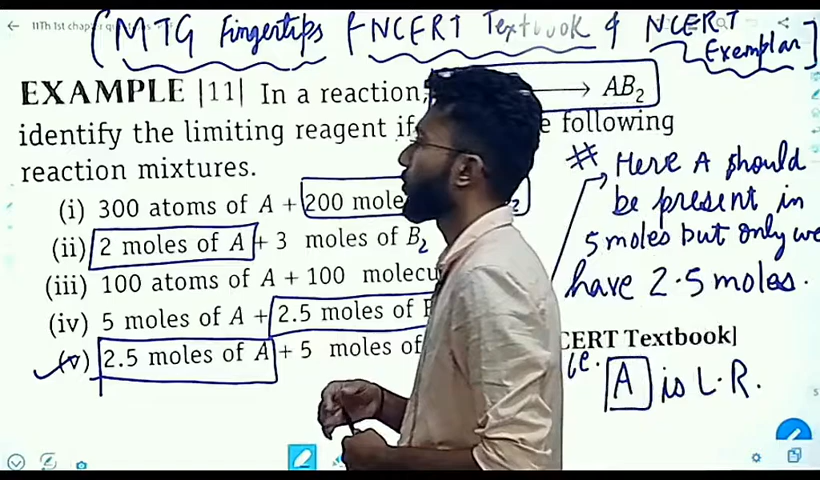 11Th 1st chap
[MTG Fingertips + NCERT Textbook & NCERT
Exemplar]
EXAMPLE |11| In a reaction, → AB₂
identify the limiting reagent if e following
reaction mixtures.
(i) 300 atoms of A + 200 mole
(ii) 2 moles of A + 3 moles of B₂
(iii) 100 atoms of A + 100 molecu
(iv) 5 moles of A + 2.5 moles of
(v) 2.5 moles of A + 5 moles of
# Here A should
be present in
5 moles but only we
have 2.5 moles.
CERT Textbook|
ie.
A is L.R.